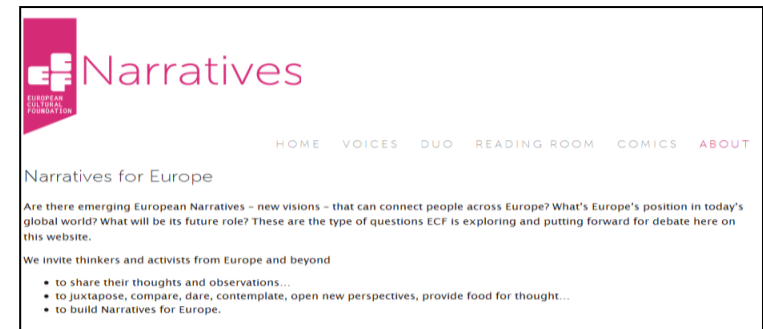 Narratives
EUROPEAN
CULTURAL
FOUNDATION
HOME VOICES DUO READING ROOM COMICS ABOUT
Narratives for Europe
Are there emerging European Narratives – new visions – that can connect people across Europe? What's Europe's position in today's
global world? What will be its future role? These are the type of questions ECF is exploring and putting forward for debate here on
this website.
We invite thinkers and activists from Europe and beyond
• to share their thoughts and observations...
• to juxtapose, compare, dare, contemplate, open new perspectives, provide food for thought...
• to build Narratives for Europe.